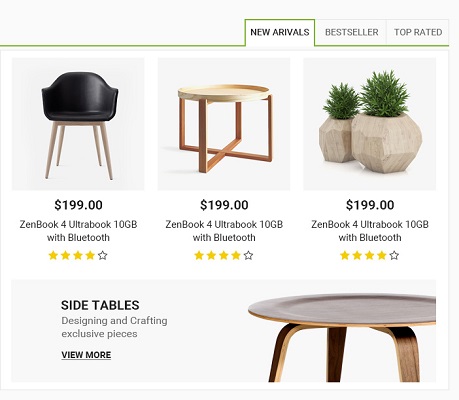 NEW ARIVALS BESTSELLER TOP RATED
$199.00 $199.00 $199.00
ZenBook 4 Ultrabook 10GB ZenBook 4 Ultrabook 10GB ZenBook 4 Ultrabook 10GB
with Bluetooth with Bluetooth with Bluetooth
SIDE TABLES
Designing and Crafting
exclusive pieces
VIEW MORE